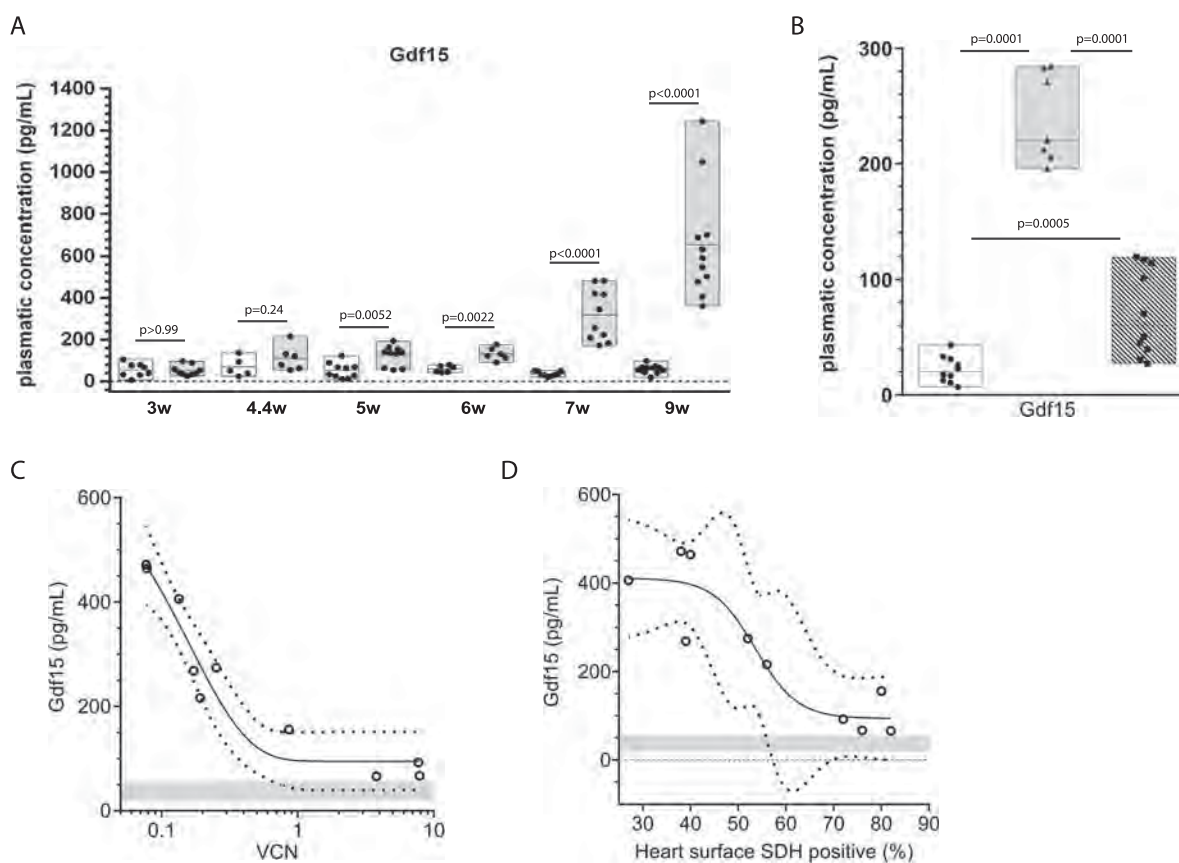 A
Gdf15
plasmatic concentration (pg/mL)
1400
1200
1000
800
600
400
200
0
p>0.99
p=0.24
p=0.0052
p=0.0022
p<0.0001
p<0.0001
3w
4.4w
5w
6w
7w
9w
B
plasmatic concentration (pg/mL)
300
200
100
0
p=0.0001
p=0.0001
p=0.0005
Gdf15
C
Gdf15 (pg/mL)
600
400
200
0
0.1
1
10
VCN
D
Gdf15 (pg/mL)
600
400
200
0
30
40
50
60
70
80
90
Heart surface SDH positive (%)